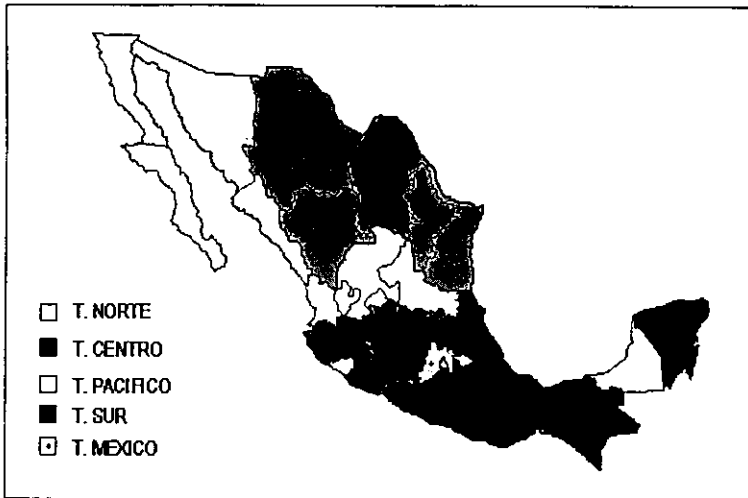 T. NORTE
T. CENTRO
T. PACIFICO
T. SUR
T. MEXICO